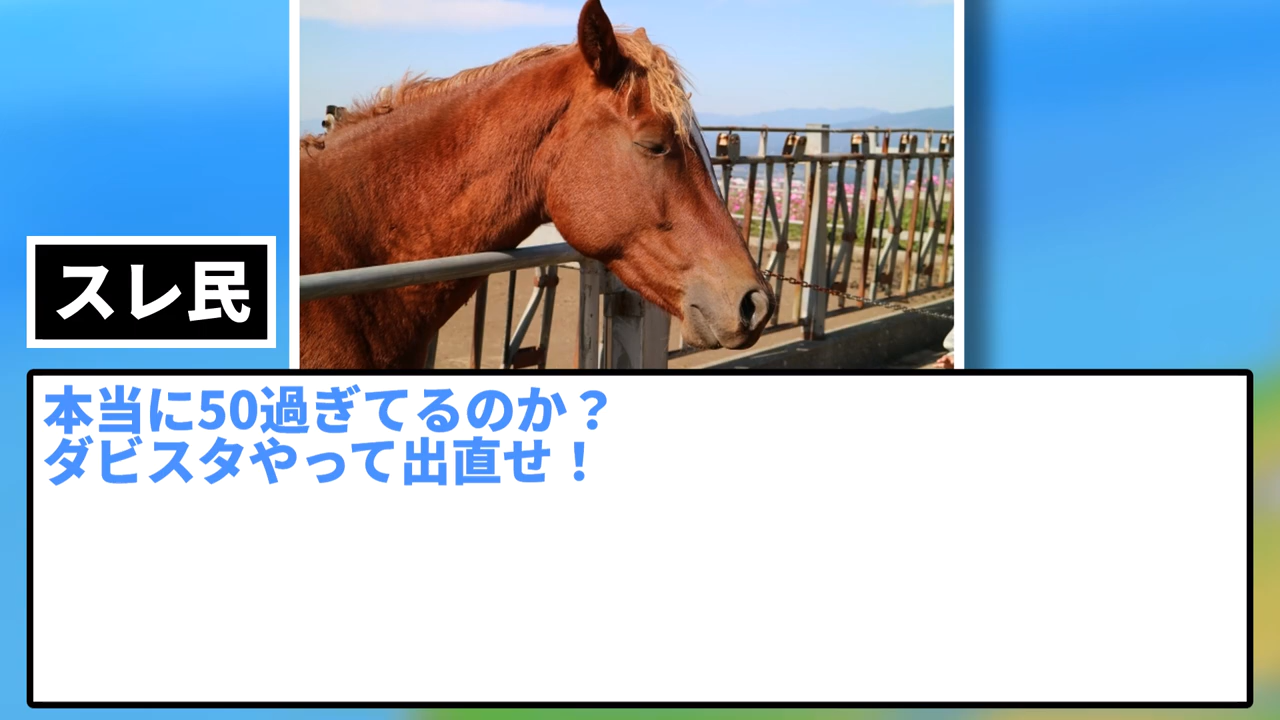 スレ民
本当に50過ぎてるのか？
ダビスタやって出直せ！